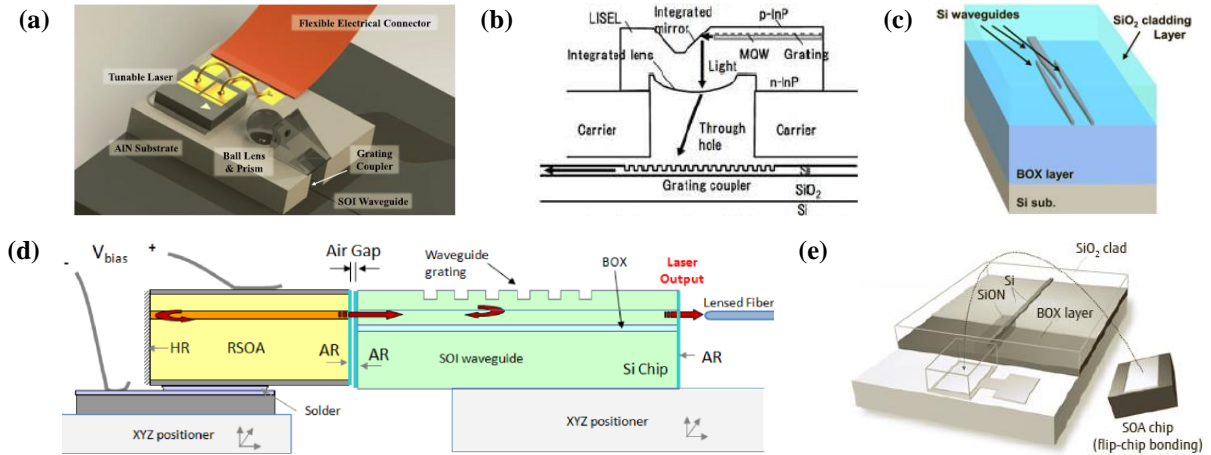 (a)
Flexible Electrical Connector
Tunable Laser
AlN Substrate
Ball Lens
& Prism
Grating
Coupler
SOI Waveguide
(b)
LISEL
Integrated
mirror
p-InP
Integrated lens
MQW
Grating
Light
n-InP
Carrier
Through
hole
Carrier
Si
Grating coupler
SiO2
Si
(c)
Si waveguides
SiO2 cladding
Layer
BOX layer
Si sub.
(d)
Vbias
-
+
Air Gap
Waveguide
grating
BOX
Laser
Output
Lensed Fiber
HR
RSOA
AR
AR
SOI waveguide
Si Chip
AR
Solder
XYZ positioner
XYZ positioner
(e)
SiO2 clad
Si
SiON
BOX layer
SOA chip
(flip-chip bonding)